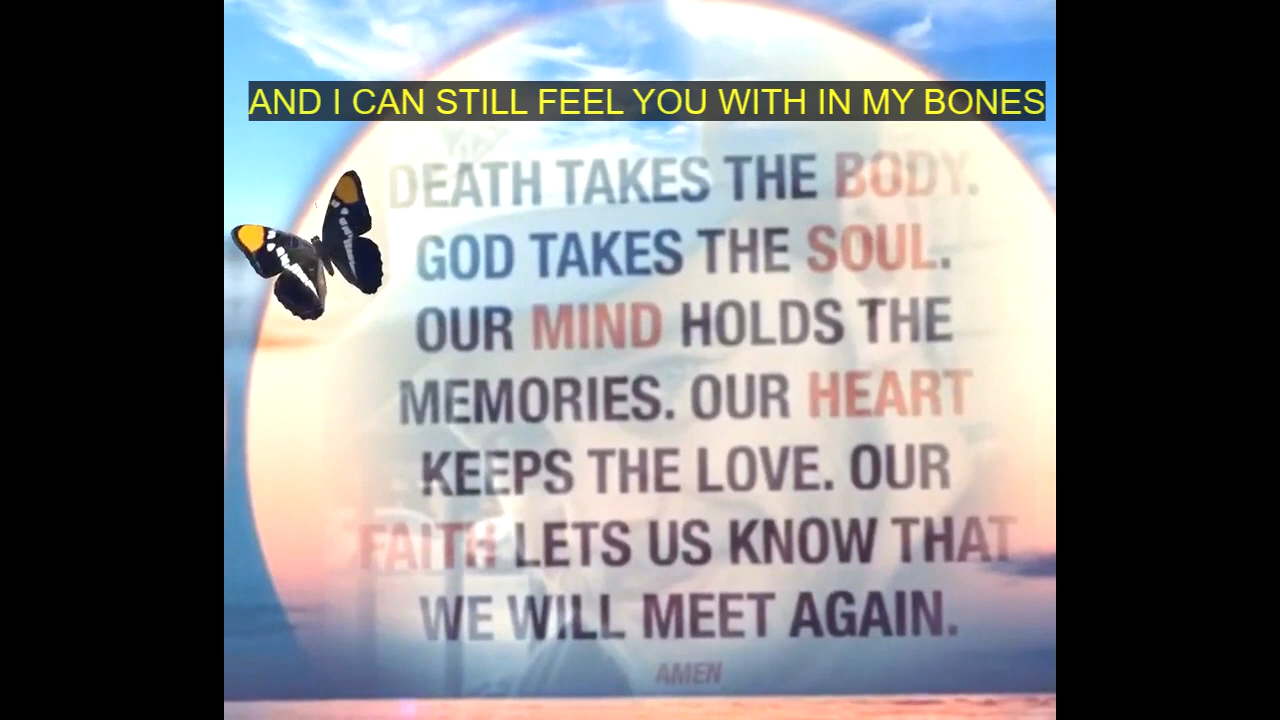 AND I CAN STILL FEEL YOU WITH IN MY BONES
DEATH TAKES THE BODY.
GOD TAKES THE SOUL.
OUR MIND HOLDS THE
MEMORIES. OUR HEART
KEEPS THE LOVE. OUR
FAITH LETS US KNOW THAT
WE WILL MEET AGAIN.
AMEN